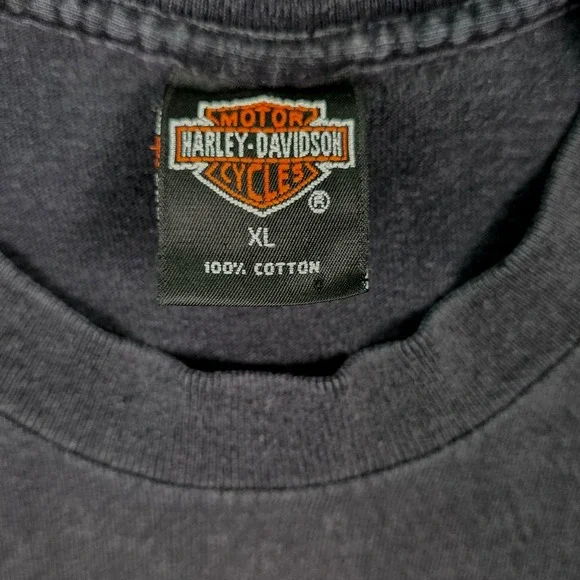 MOTOR
HARLEY-DAVIDSON
CYCLES
®
XL
100% COTTON